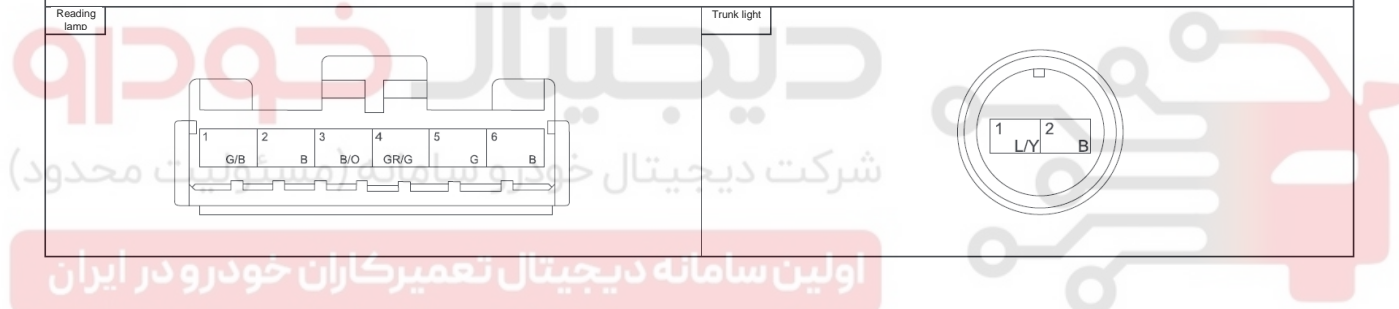 Reading
lamp
Trunk light
1 2 3 4 5 6
G/B B B/O GR/G G B
1 2
L/Y B
دیجیتال خودرو
شرکت دیجیتال خودرو سامانه (مسئولیت محدود)
اولین سامانه دیجیتال تعمیرکاران خودرو در ایران